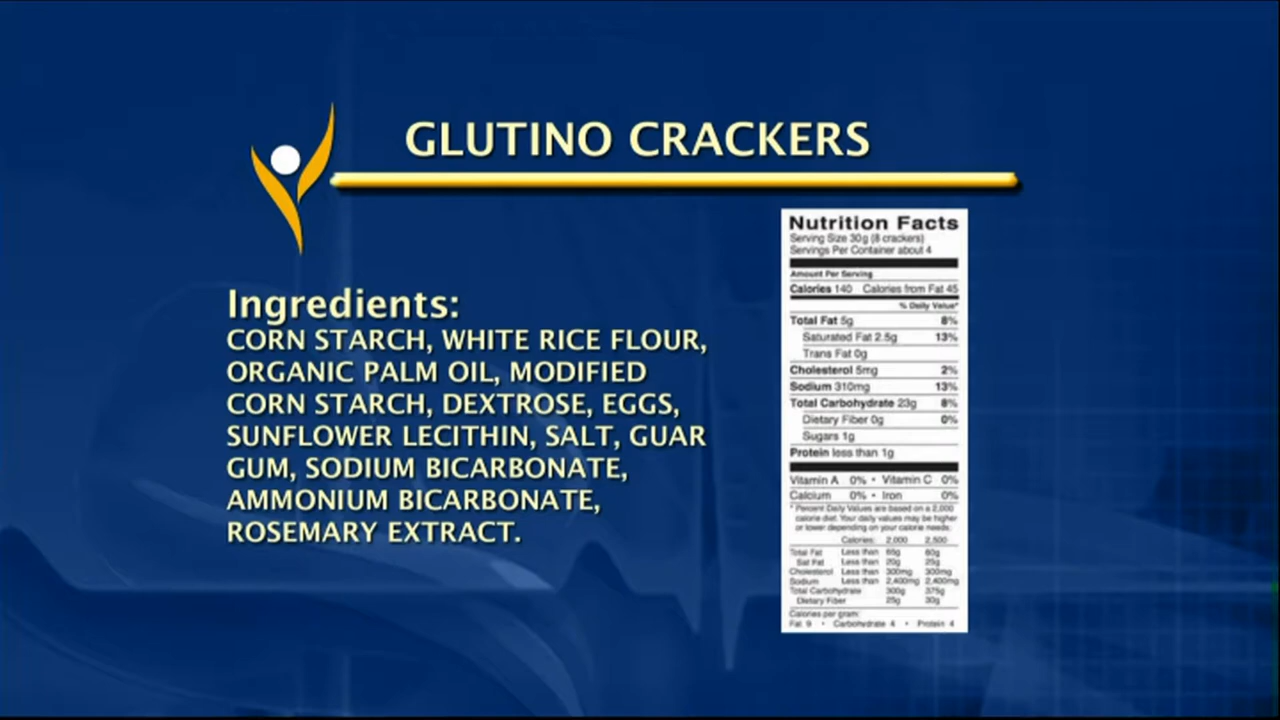 GLUTINO CRACKERS
Ingredients:
CORN STARCH, WHITE RICE FLOUR,
ORGANIC PALM OIL, MODIFIED
CORN STARCH, DEXTROSE, EGGS,
SUNFLOWER LECITHIN, SALT, GUAR
GUM, SODIUM BICARBONATE,
AMMONIUM BICARBONATE,
ROSEMARY EXTRACT.
Nutrition Facts
Serving Size 30g (8 crackers)
Servings Per Container about 4
Amount Per Serving
Calories 140 Calories from Fat 45
% Daily Value*
Total Fat 5g 8%
Saturated Fat 2.5g 13%
Trans Fat 0g
Cholesterol 5mg 2%
Sodium 310mg 13%
Total Carbohydrate 23g 8%
Dietary Fiber 0g 0%
Sugars 1g
Protein less than 1g
Vitamin A 0% • Vitamin C 0%
Calcium 0% • Iron 0%
* Percent Daily Values are based on a 2,000
calorie diet. Your daily values may be higher
or lower depending on your calorie needs:
Calories: 2,000 2,500
Total Fat Less than 65g 80g
Sat Fat Less than 20g 25g
Cholesterol Less than 300mg 300mg
Sodium Less than 2,400mg 2,400mg
Total Carbohydrate 300g 375g
Dietary Fiber 25g 30g
Calories per gram:
Fat 9 • Carbohydrate 4 • Protein 4